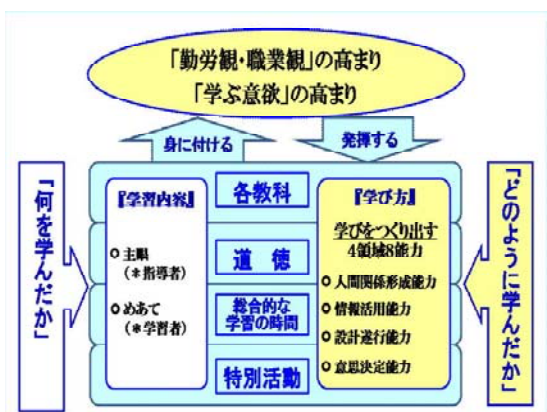 「勤労観・職業観」の高まり
「学ぶ意欲」の高まり
身に付ける
発揮する
「何を学んだか」
『学習内容』
○ 主眼
(*指導者)
○ めあて
(*学習者)
各教科
道 徳
総合的な
学習の時間
特別活動
『学び方』
学びをつくり出す
4領域8能力
○ 人間関係形成能力
○ 情報活用能力
○ 設計遂行能力
○ 意思決定能力
「どのように学んだか」